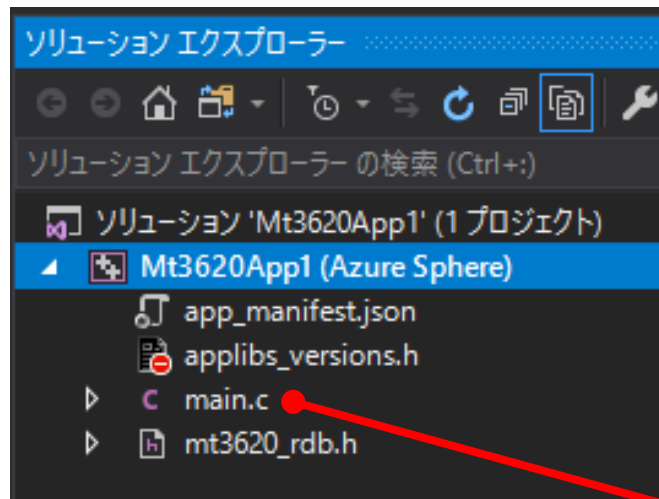 ソリューション エクスプローラー
ソリューション エクスプローラー の検索 (Ctrl+:)
ソリューション 'Mt3620App1' (1 プロジェクト)
Mt3620App1 (Azure Sphere)
app_manifest.json
applibs_versions.h
main.c
mt3620_rdb.h